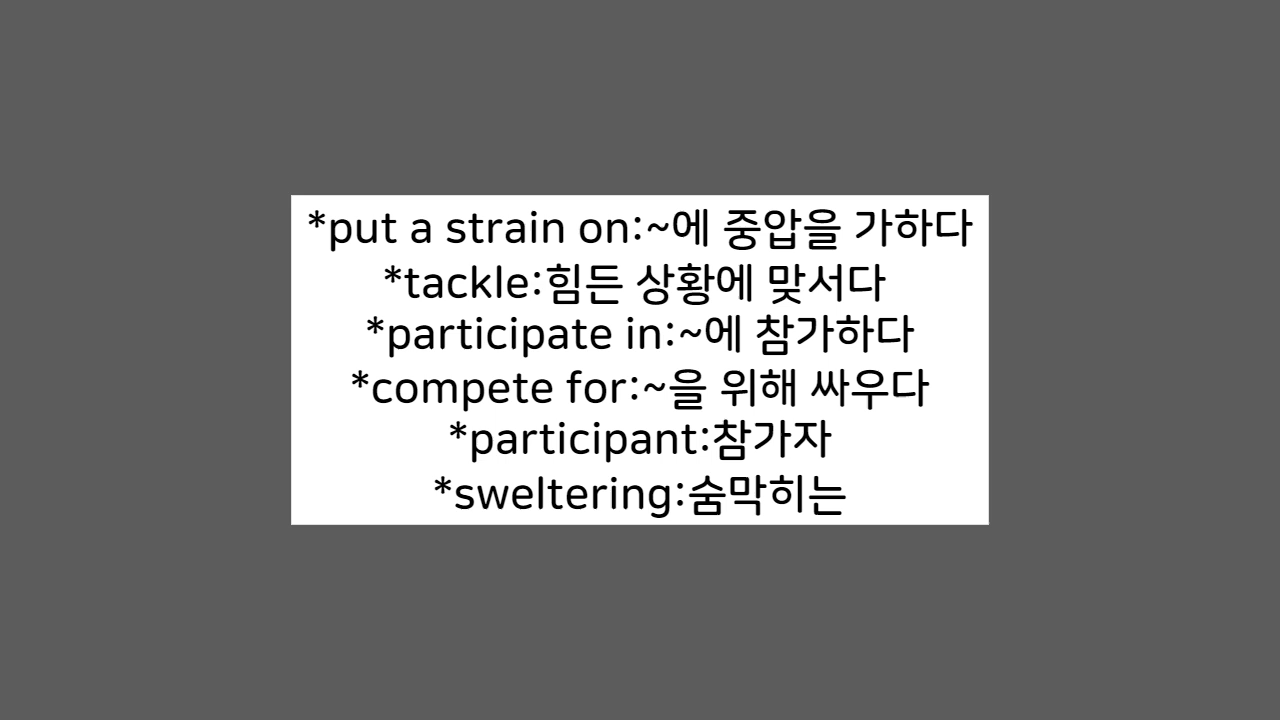 *put a strain on:~에 중압을 가하다
*tackle:힘든 상황에 맞서다
*participate in:~에 참가하다
*compete for:~을 위해 싸우다
*participant:참가자
*sweltering:숨막히는